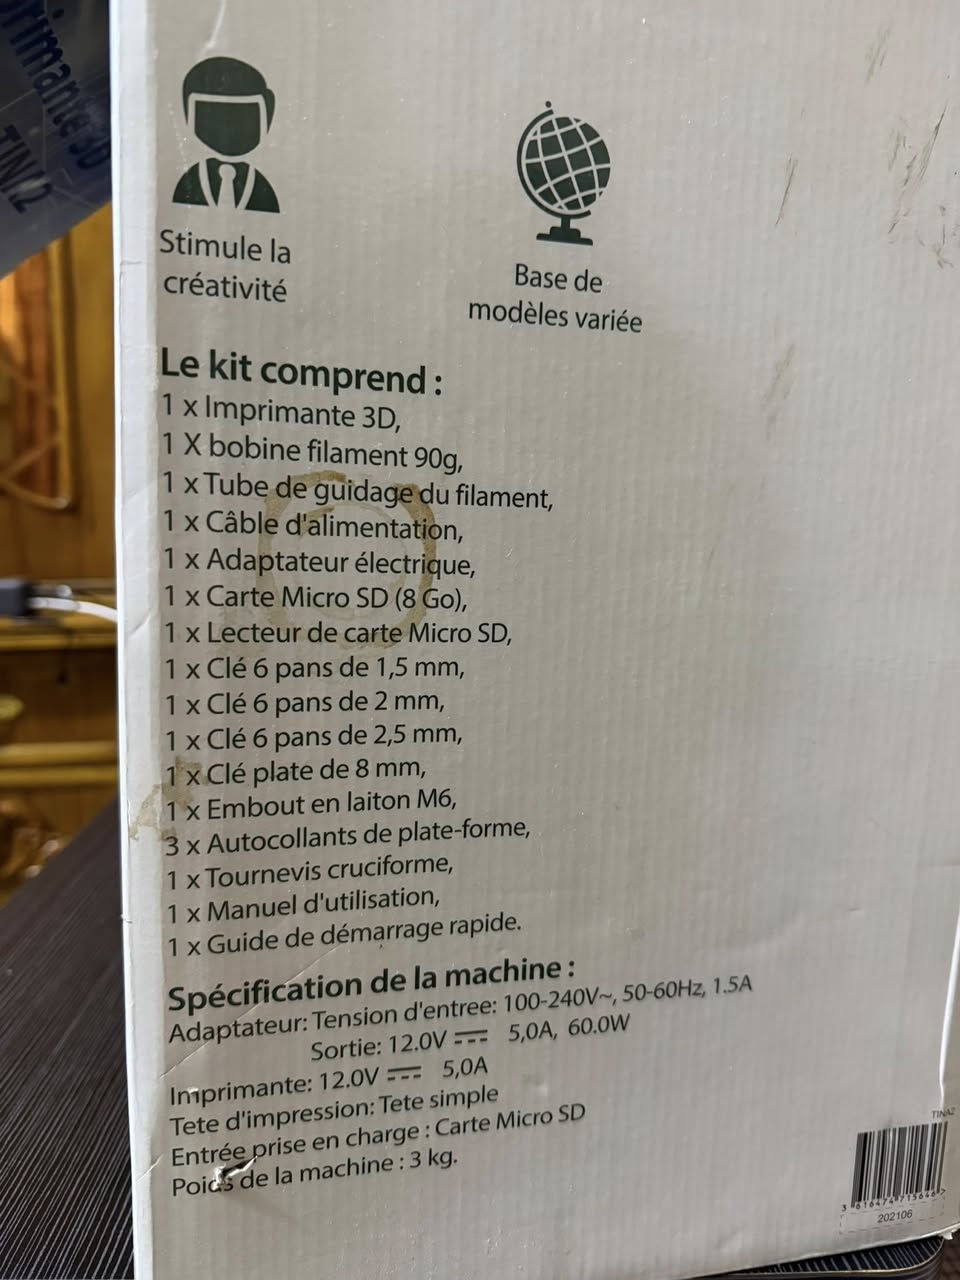 Imprimante 3D
TINA2
Stimule la
créativité
Base de
modèles variée
Le kit comprend :
1 x Imprimante 3D,
1 X bobine filament 90g,
1 x Tube de guidage du filament,
1 x Câble d'alimentation,
1 x Adaptateur électrique,
1 x Carte Micro SD (8 Go),
1 x Lecteur de carte Micro SD,
1 x Clé 6 pans de 1,5 mm,
1 x Clé 6 pans de 2 mm,
1 x Clé 6 pans de 2,5 mm,
1 x Clé plate de 8 mm,
1 x Embout en laiton M6,
3 x Autocollants de plate-forme,
1 x Tournevis cruciforme,
1 x Manuel d'utilisation,
1 x Guide de démarrage rapide.
Spécification de la machine :
Adaptateur: Tension d'entree: 100-240V~, 50-60Hz, 1.5A
Sortie: 12.0V ⎓ 5,0A, 60.0W
Imprimante: 12.0V ⎓ 5,0A
Tete d'impression: Tete simple
Entrée prise en charge : Carte Micro SD
Poids de la machine : 3 kg.
TINA2
202106